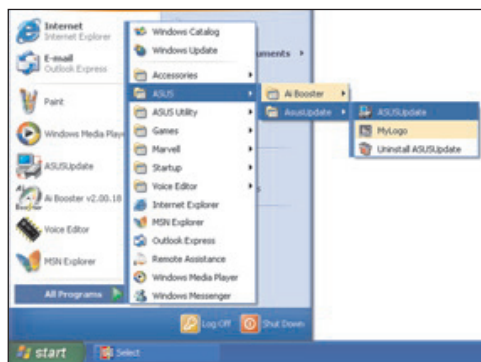 Internet
Internet Explorer
E-mail
Outlook Express
Paint
Windows Media Play
ASUSUpdate
Ai Booster v2.00.18
Voice Editor
MSN Explorer
All Programs
Windows Catalog
Windows Update
Accessories
ASUS
ASUS Utility
Games
Marvell
Startup
Voice Editor
Internet Explorer
MSN Explorer
Outlook Express
Remote Assistance
Windows Media Player
Windows Messenger
uments
s
Ai Booster
AsusUpdate
ASUSUpdate
MyLogo
Uninstall ASUSUpdate
Log Off
Shut Down
start
Select